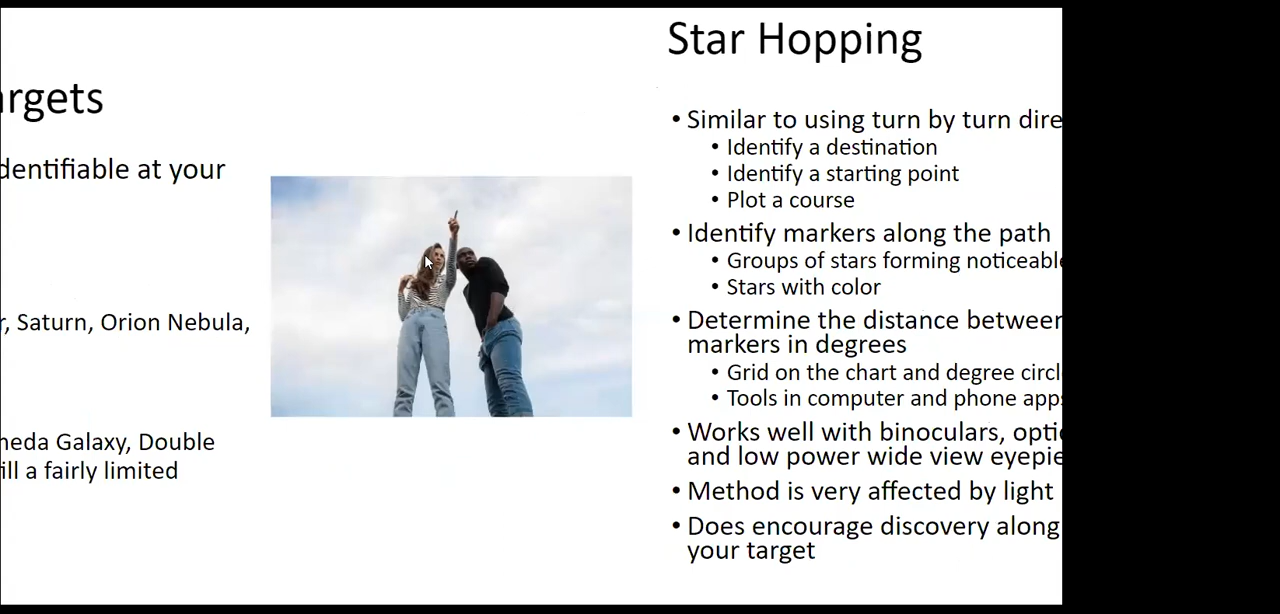 argets
dentifiable at your
r, Saturn, Orion Nebula,
neda Galaxy, Double
ill a fairly limited
Star Hopping
• Similar to using turn by turn dire
• Identify a destination
• Identify a starting point
• Plot a course
• Identify markers along the path
• Groups of stars forming noticeable
• Stars with color
• Determine the distance between
markers in degrees
• Grid on the chart and degree circl
• Tools in computer and phone apps
• Works well with binoculars, opti
and low power wide view eyepie
• Method is very affected by light
• Does encourage discovery along
your target